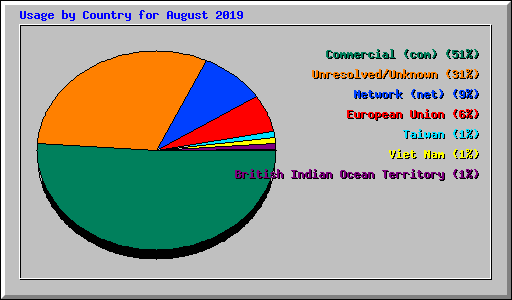 Usage by Country for August 2019
Commercial (com) (51%)
Unresolved/Unknown (31%)
Network (net) (9%)
European Union (6%)
Taiwan (1%)
Viet Nam (1%)
British Indian Ocean Territory (1%)